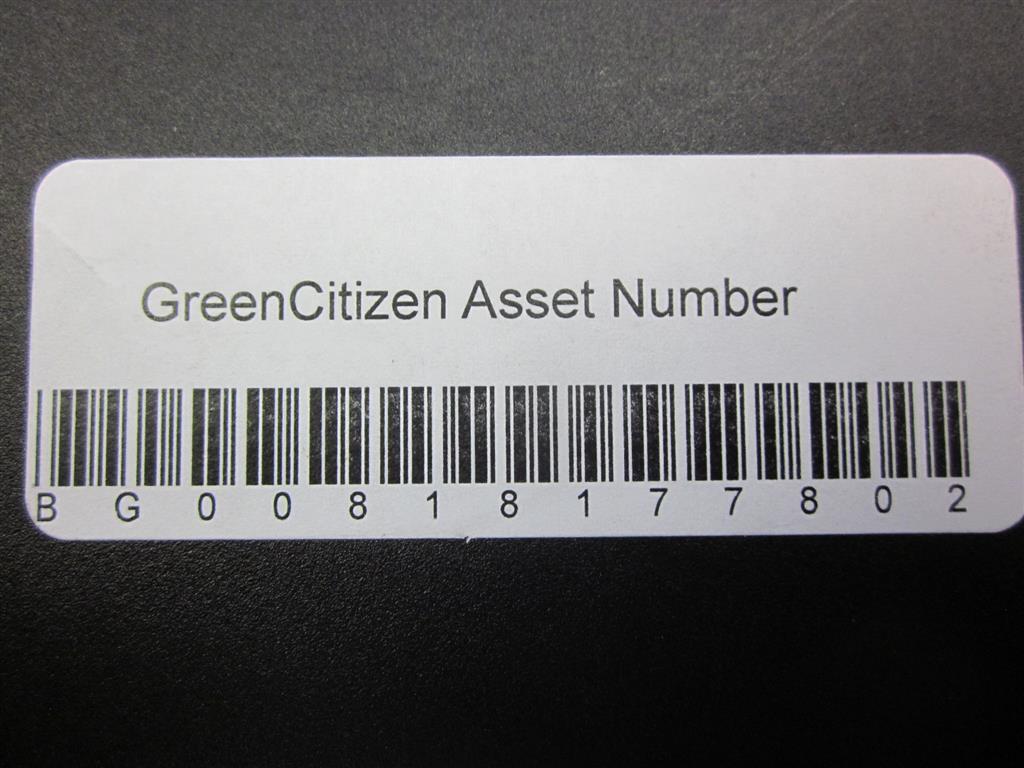 GreenCitizen Asset Number
B G 0 0 8 1 8 1 7 7 8 0 2